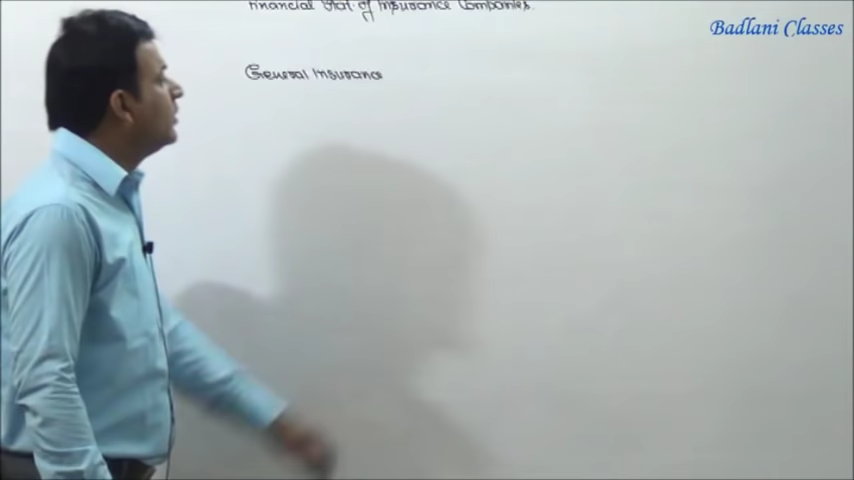 Financial Stat. of Insurance Companies.
Badlani Classes
General Insurance